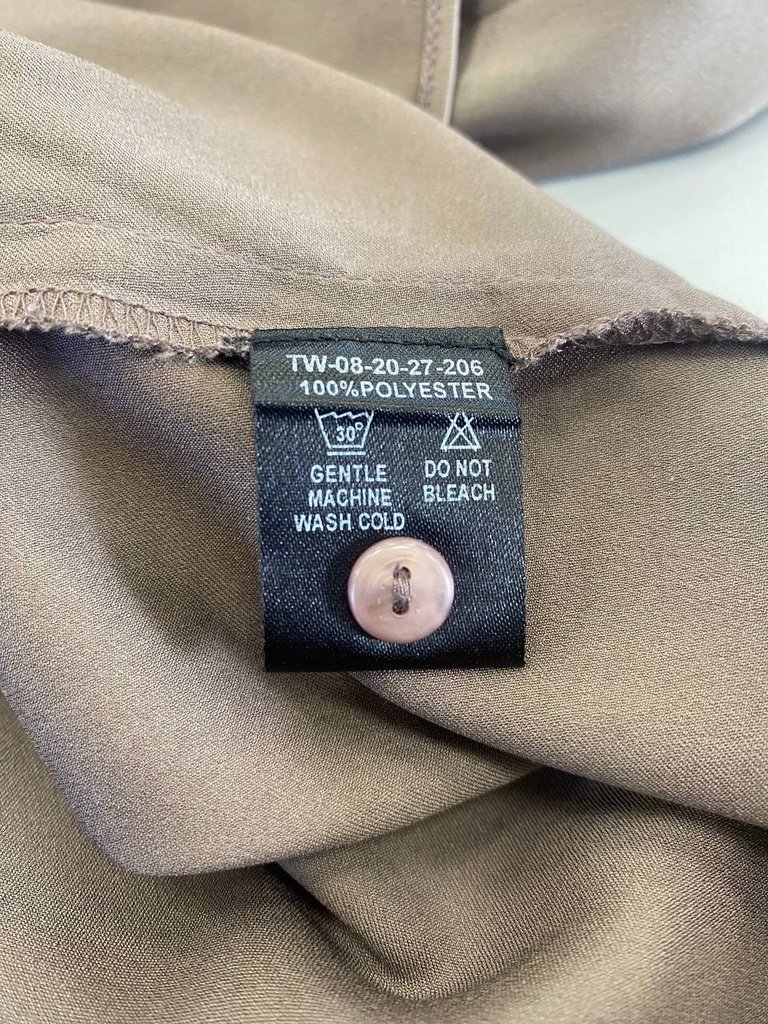 TW-08-20-27-206
100%POLYESTER
30°
GENTLE
MACHINE
WASH COLD
DO NOT
BLEACH